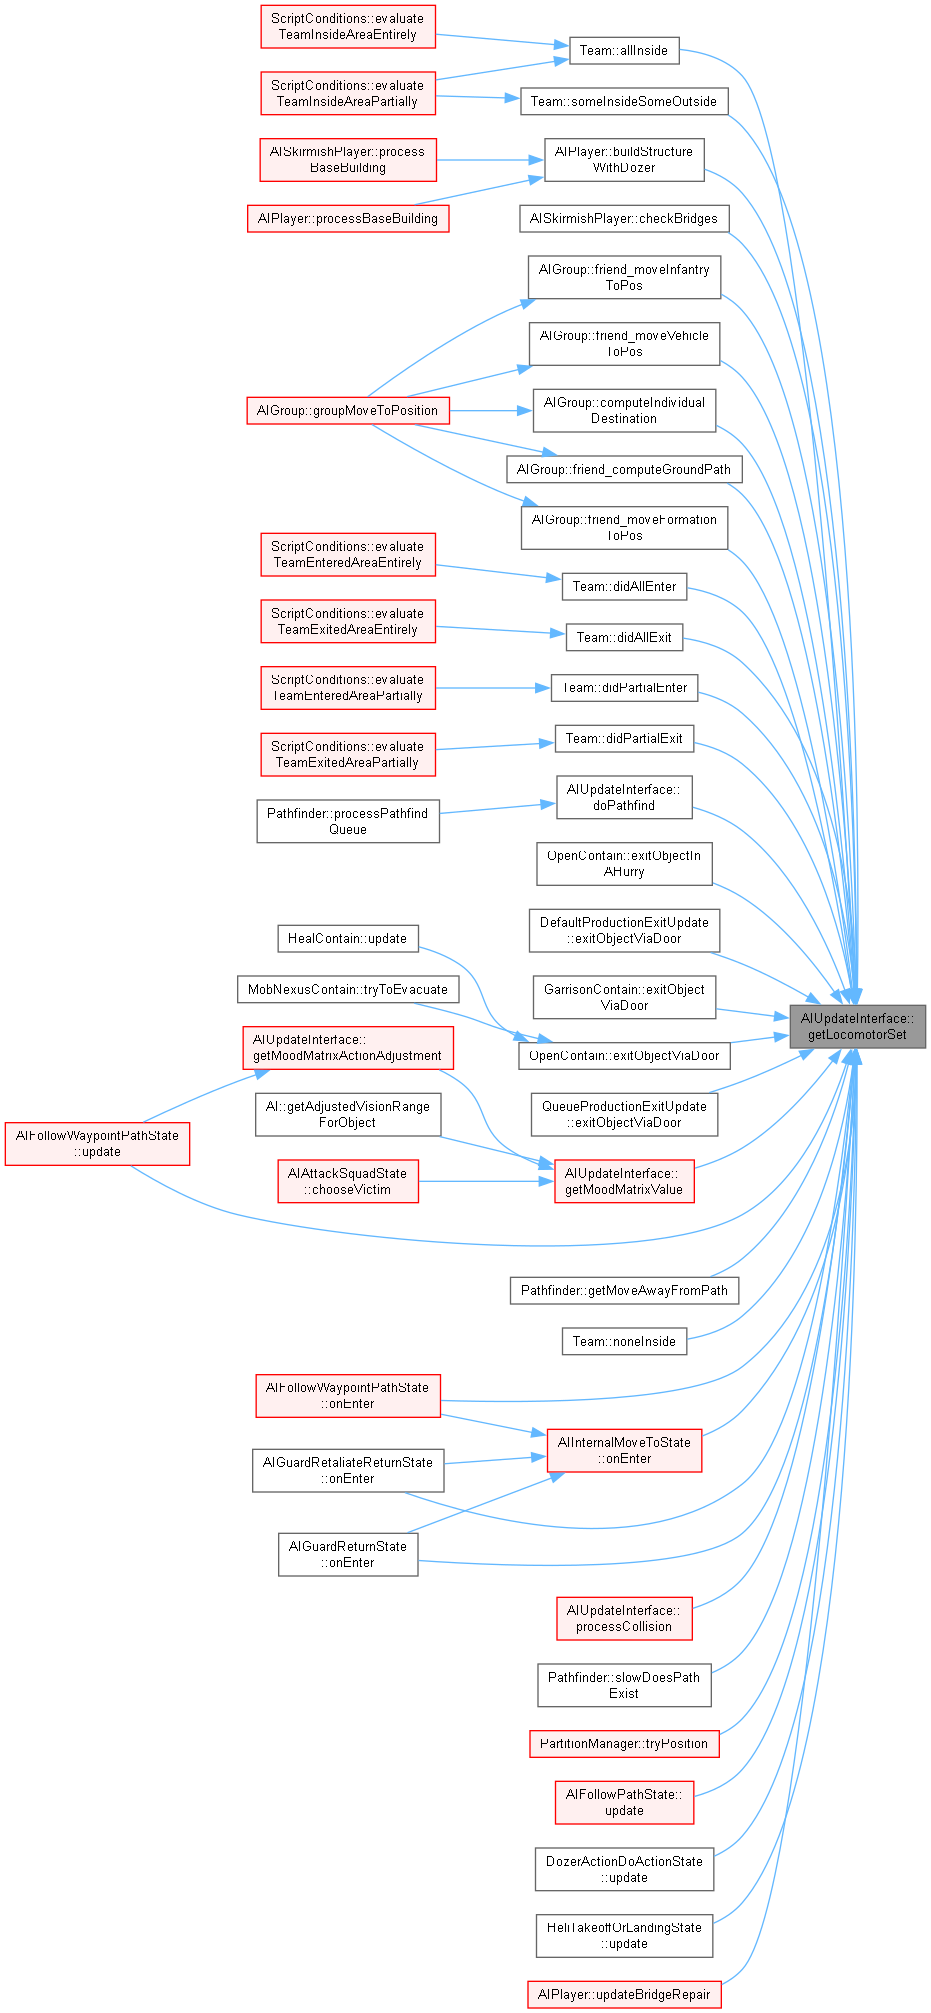 ScriptConditions::evaluate
TeamInsideAreaEntirely
Team::allInside
ScriptConditions::evaluate
TeamInsideAreaPartially
Team::someInsideSomeOutside
AISkirmishPlayer::process
BaseBuilding
AIPlayer::buildStructure
WithDozer
AIPlayer::processBaseBuilding
AISkirmishPlayer::checkBridges
AIGroup::friend_moveInfantry
ToPos
AIGroup::friend_moveVehicle
ToPos
AIGroup::groupMoveToPosition
AIGroup::computeIndividual
Destination
AIGroup::friend_computeGroundPath
AIGroup::friend_moveFormation
ToPos
ScriptConditions::evaluate
TeamEnteredAreaEntirely
Team::didAllEnter
ScriptConditions::evaluate
TeamExitedAreaEntirely
Team::didAllExit
ScriptConditions::evaluate
TeamEnteredAreaPartially
Team::didPartialEnter
ScriptConditions::evaluate
TeamExitedAreaPartially
Team::didPartialExit
AIUpdateInterface::
doPathfind
Pathfinder::processPathfind
Queue
OpenContain::exitObjectIn
AHurry
DefaultProductionExitUpdate
::exitObjectViaDoor
HealContain::update
MobNexusContain::tryToEvacuate
GarrisonContain::exitObject
ViaDoor
AIUpdateInterface::
getLocomotorSet
AIUpdateInterface::
getMoodMatrixActionAdjustment
OpenContain::exitObjectViaDoor
AI::getAdjustedVisionRange
ForObject
QueueProductionExitUpdate
::exitObjectViaDoor
AIFollowWaypointPathState
::update
AIAttackSquadState
::chooseVictim
AIUpdateInterface::
getMoodMatrixValue
Pathfinder::getMoveAwayFromPath
Team::noneInside
AIFollowWaypointPathState
::onEnter
AIInternalMoveToState
::onEnter
AIGuardRetaliateReturnState
::onEnter
AIGuardReturnState
::onEnter
AIUpdateInterface::
processCollision
Pathfinder::slowDoesPath
Exist
PartitionManager::tryPosition
AIFollowPathState::
update
DozerActionDoActionState
::update
HeliTakeoffOrLandingState
::update
AIPlayer::updateBridgeRepair